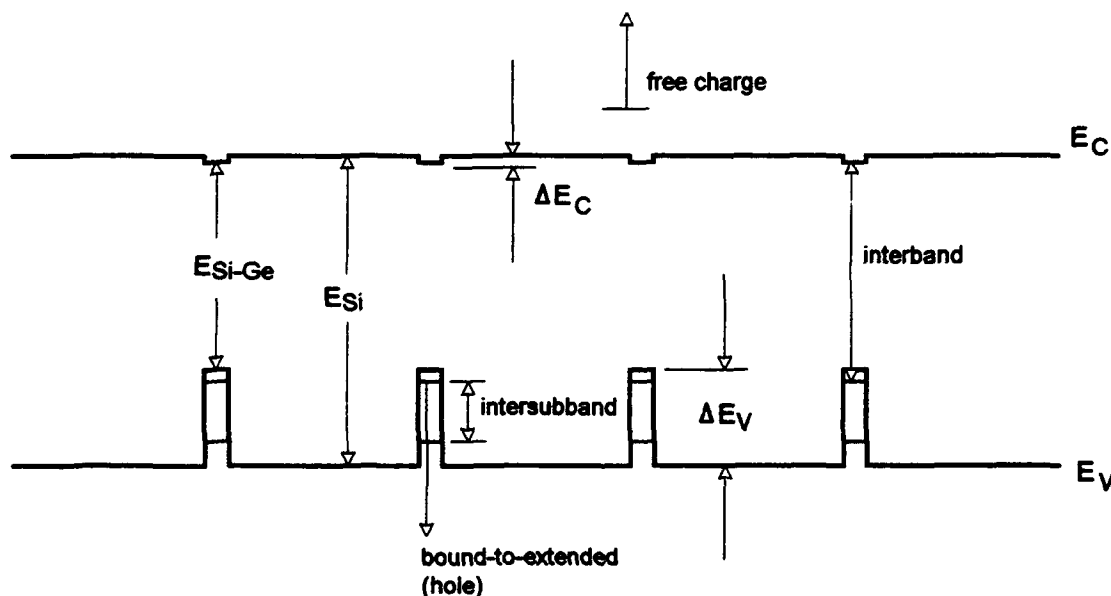 free charge
E_C
ΔE_C
E_Si-Ge
E_Si
interband
intersubband
ΔE_V
E_V
bound-to-extended
(hole)